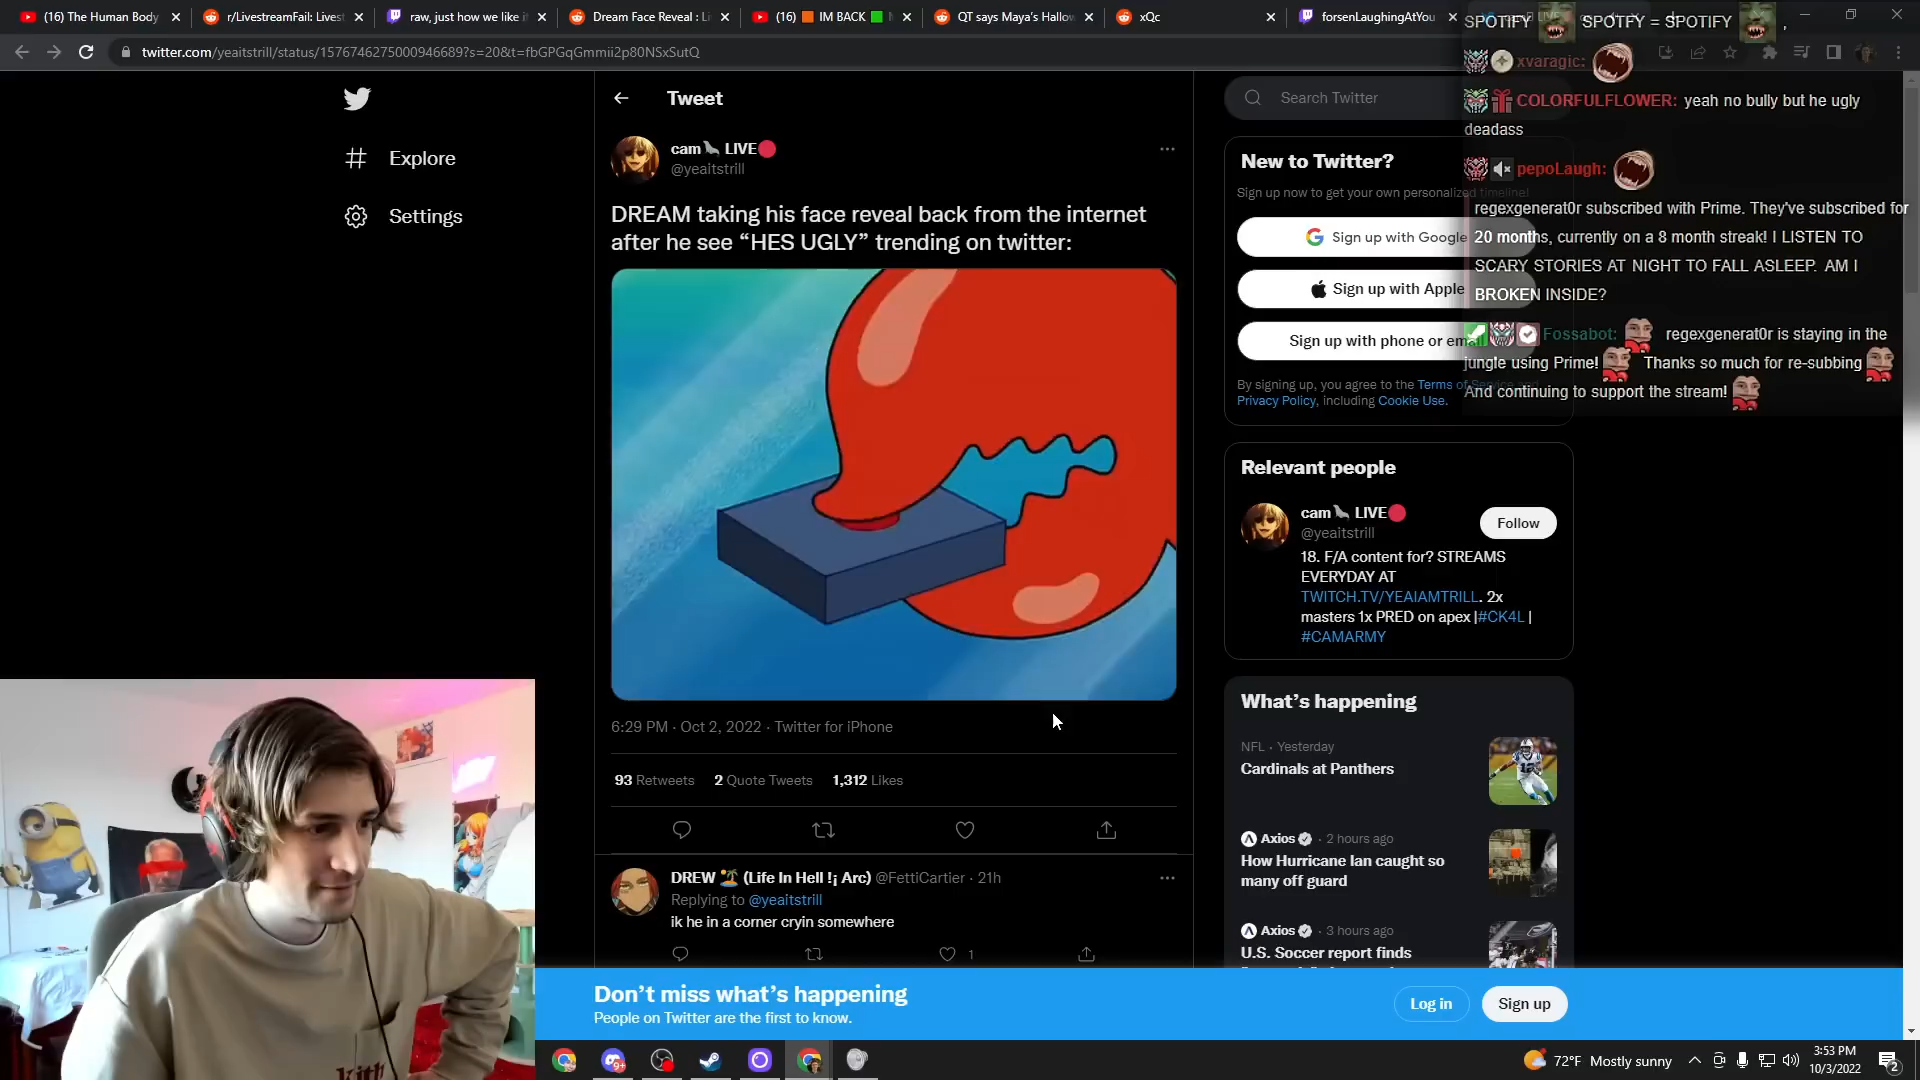 (16) The Human Body
r/LivestreamFail: Livest
raw, just how we like i
Dream Face Reveal : Li
(16) 🟧 IM BACK 🟩
QT says Maya's Hallow
xQc
forsenLaughingAtYou
twitter.com/yeaitstrill/status/1576746275000946689?s=20&t=fbGPGqGmmii2p80NSxSutQ
SPOTIFY SPOTFY = SPOTIFY ,
xvaragic:
COLORFULFLOWER: yeah no bully but he ugly
deadass
pepoLaugh:
regexgenerat0r subscribed with Prime. They've subscribed for
20 months, currently on a 8 month streak! I LISTEN TO
SCARY STORIES AT NIGHT TO FALL ASLEEP. AM I
BROKEN INSIDE?
Fossabot: regexgenerat0r is staying in the
jungle using Prime! Thanks so much for re-subbing
And continuing to support the stream!
Explore
Settings
Tweet
cam LIVE🔴
@yeaitstrill
DREAM taking his face reveal back from the internet
after he see “HES UGLY” trending on twitter:
6:29 PM · Oct 2, 2022 · Twitter for iPhone
93 Retweets 2 Quote Tweets 1,312 Likes
DREW 🏝️ (Life In Hell !¡ Arc) @FettiCartier · 21h
Replying to @yeaitstrill
ik he in a corner cryin somewhere
1
Search Twitter
New to Twitter?
Sign up now to get your own personalized timeline!
Sign up with Google
Sign up with Apple
Sign up with phone or email
By signing up, you agree to the Terms of Service and
Privacy Policy, including Cookie Use.
Relevant people
cam LIVE🔴
@yeaitstrill
Follow
18. F/A content for? STREAMS
EVERYDAY AT
TWITCH.TV/YEAIAMTRILL. 2x
masters 1x PRED on apex |#CK4L |
#CAMARMY
What’s happening
NFL · Yesterday
Cardinals at Panthers
Axios · 2 hours ago
How Hurricane Ian caught so
many off guard
Axios · 3 hours ago
U.S. Soccer report finds
Don’t miss what’s happening
People on Twitter are the first to know.
Log in
Sign up
72°F Mostly sunny
3:53 PM
10/3/2022
2